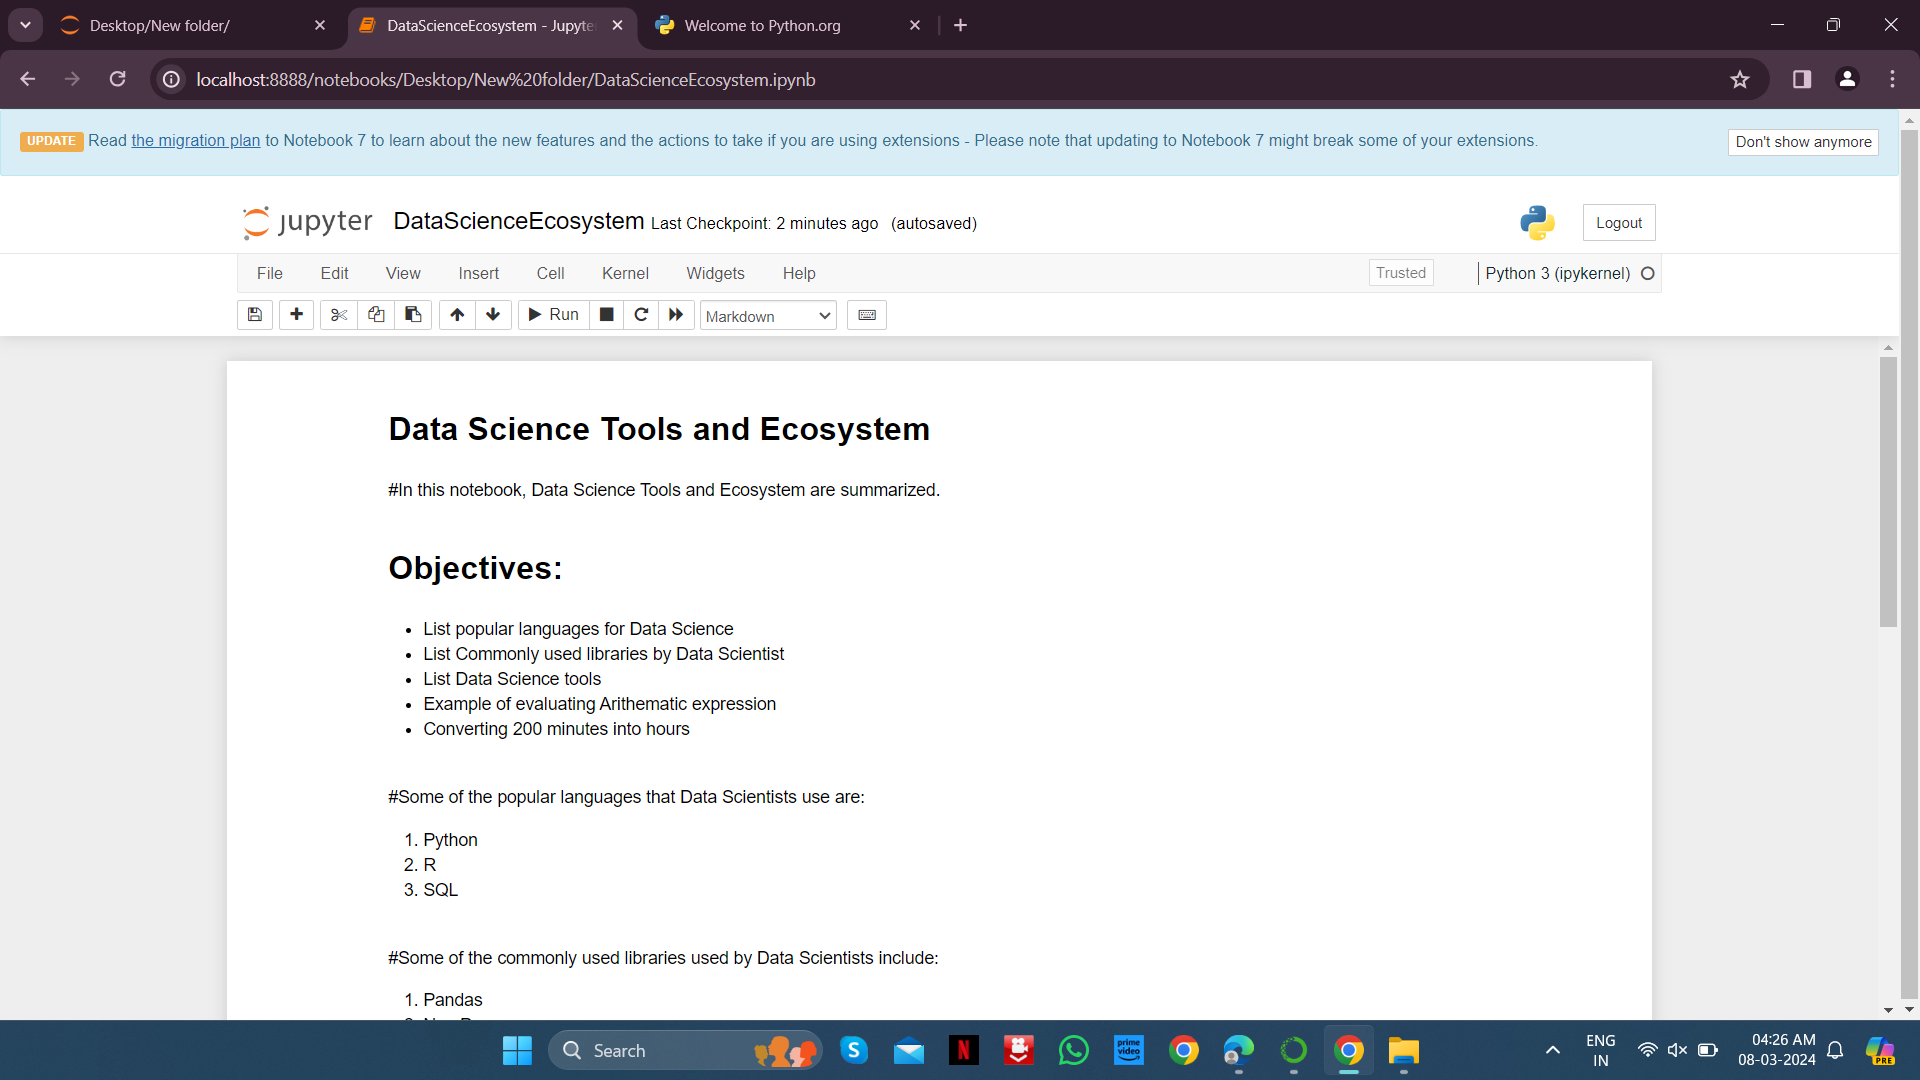 Desktop/New folder/
DataScienceEcosystem - Jupyte
Welcome to Python.org
localhost:8888/notebooks/Desktop/New%20folder/DataScienceEcosystem.ipynb
UPDATE Read the migration plan to Notebook 7 to learn about the new features and the actions to take if you are using extensions - Please note that updating to Notebook 7 might break some of your extensions.
Don't show anymore
jupyter DataScienceEcosystem Last Checkpoint: 2 minutes ago (autosaved)
Logout
File Edit View Insert Cell Kernel Widgets Help
Trusted
Python 3 (ipykernel)
Run
Markdown
Data Science Tools and Ecosystem
#In this notebook, Data Science Tools and Ecosystem are summarized.
Objectives:
• List popular languages for Data Science
• List Commonly used libraries by Data Scientist
• List Data Science tools
• Example of evaluating Arithematic expression
• Converting 200 minutes into hours
#Some of the popular languages that Data Scientists use are:
1. Python
2. R
3. SQL
#Some of the commonly used libraries used by Data Scientists include:
1. Pandas
Search
S
N
prime video
ENG
IN
04:26 AM
08-03-2024
PRE